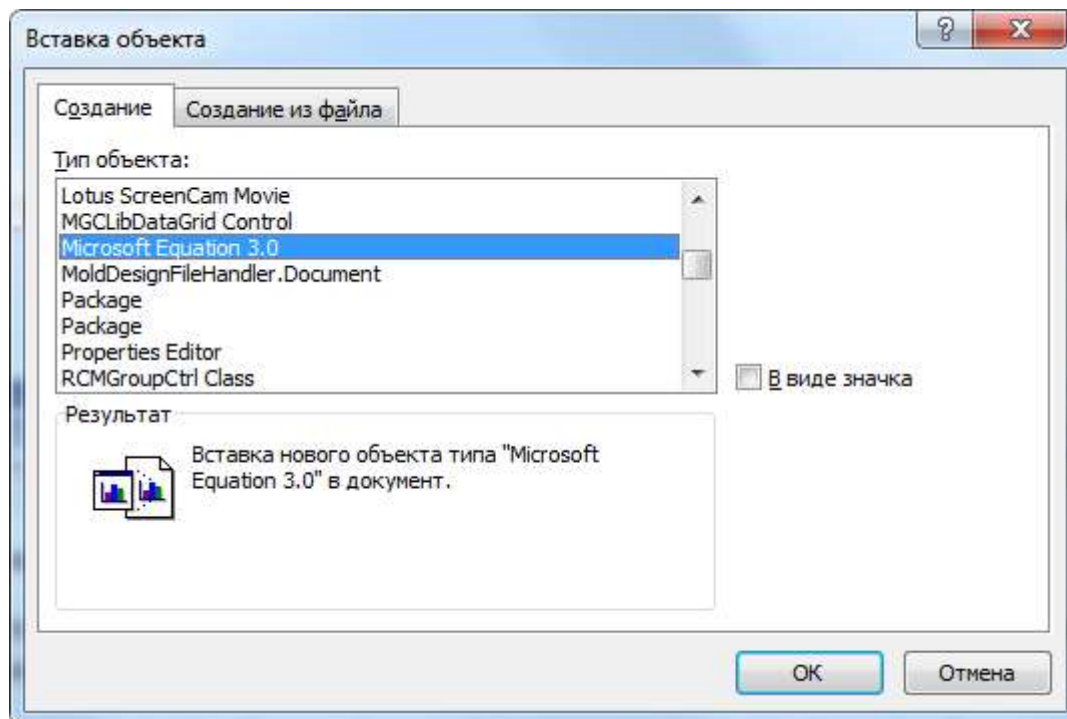 Вставка объекта
Создание
Создание из файла
Тип объекта:
Lotus ScreenCam Movie
MGCLibDataGrid Control
Microsoft Equation 3.0
MoldDesignFileHandler.Document
Package
Package
Properties Editor
RCMGroupCtrl Class
В виде значка
Результат
Вставка нового объекта типа "Microsoft
Equation 3.0" в документ.
ОК
Отмена